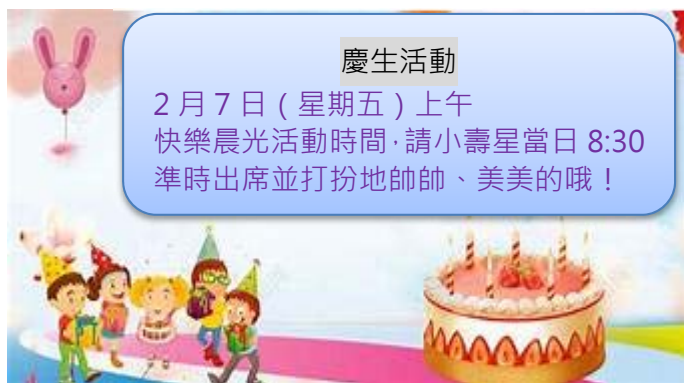 慶生活動
2 月 7 日 ( 星期五 ) 上午
快樂晨光活動時間，請小壽星當日 8:30
準時出席並打扮地帥帥、美美的哦！